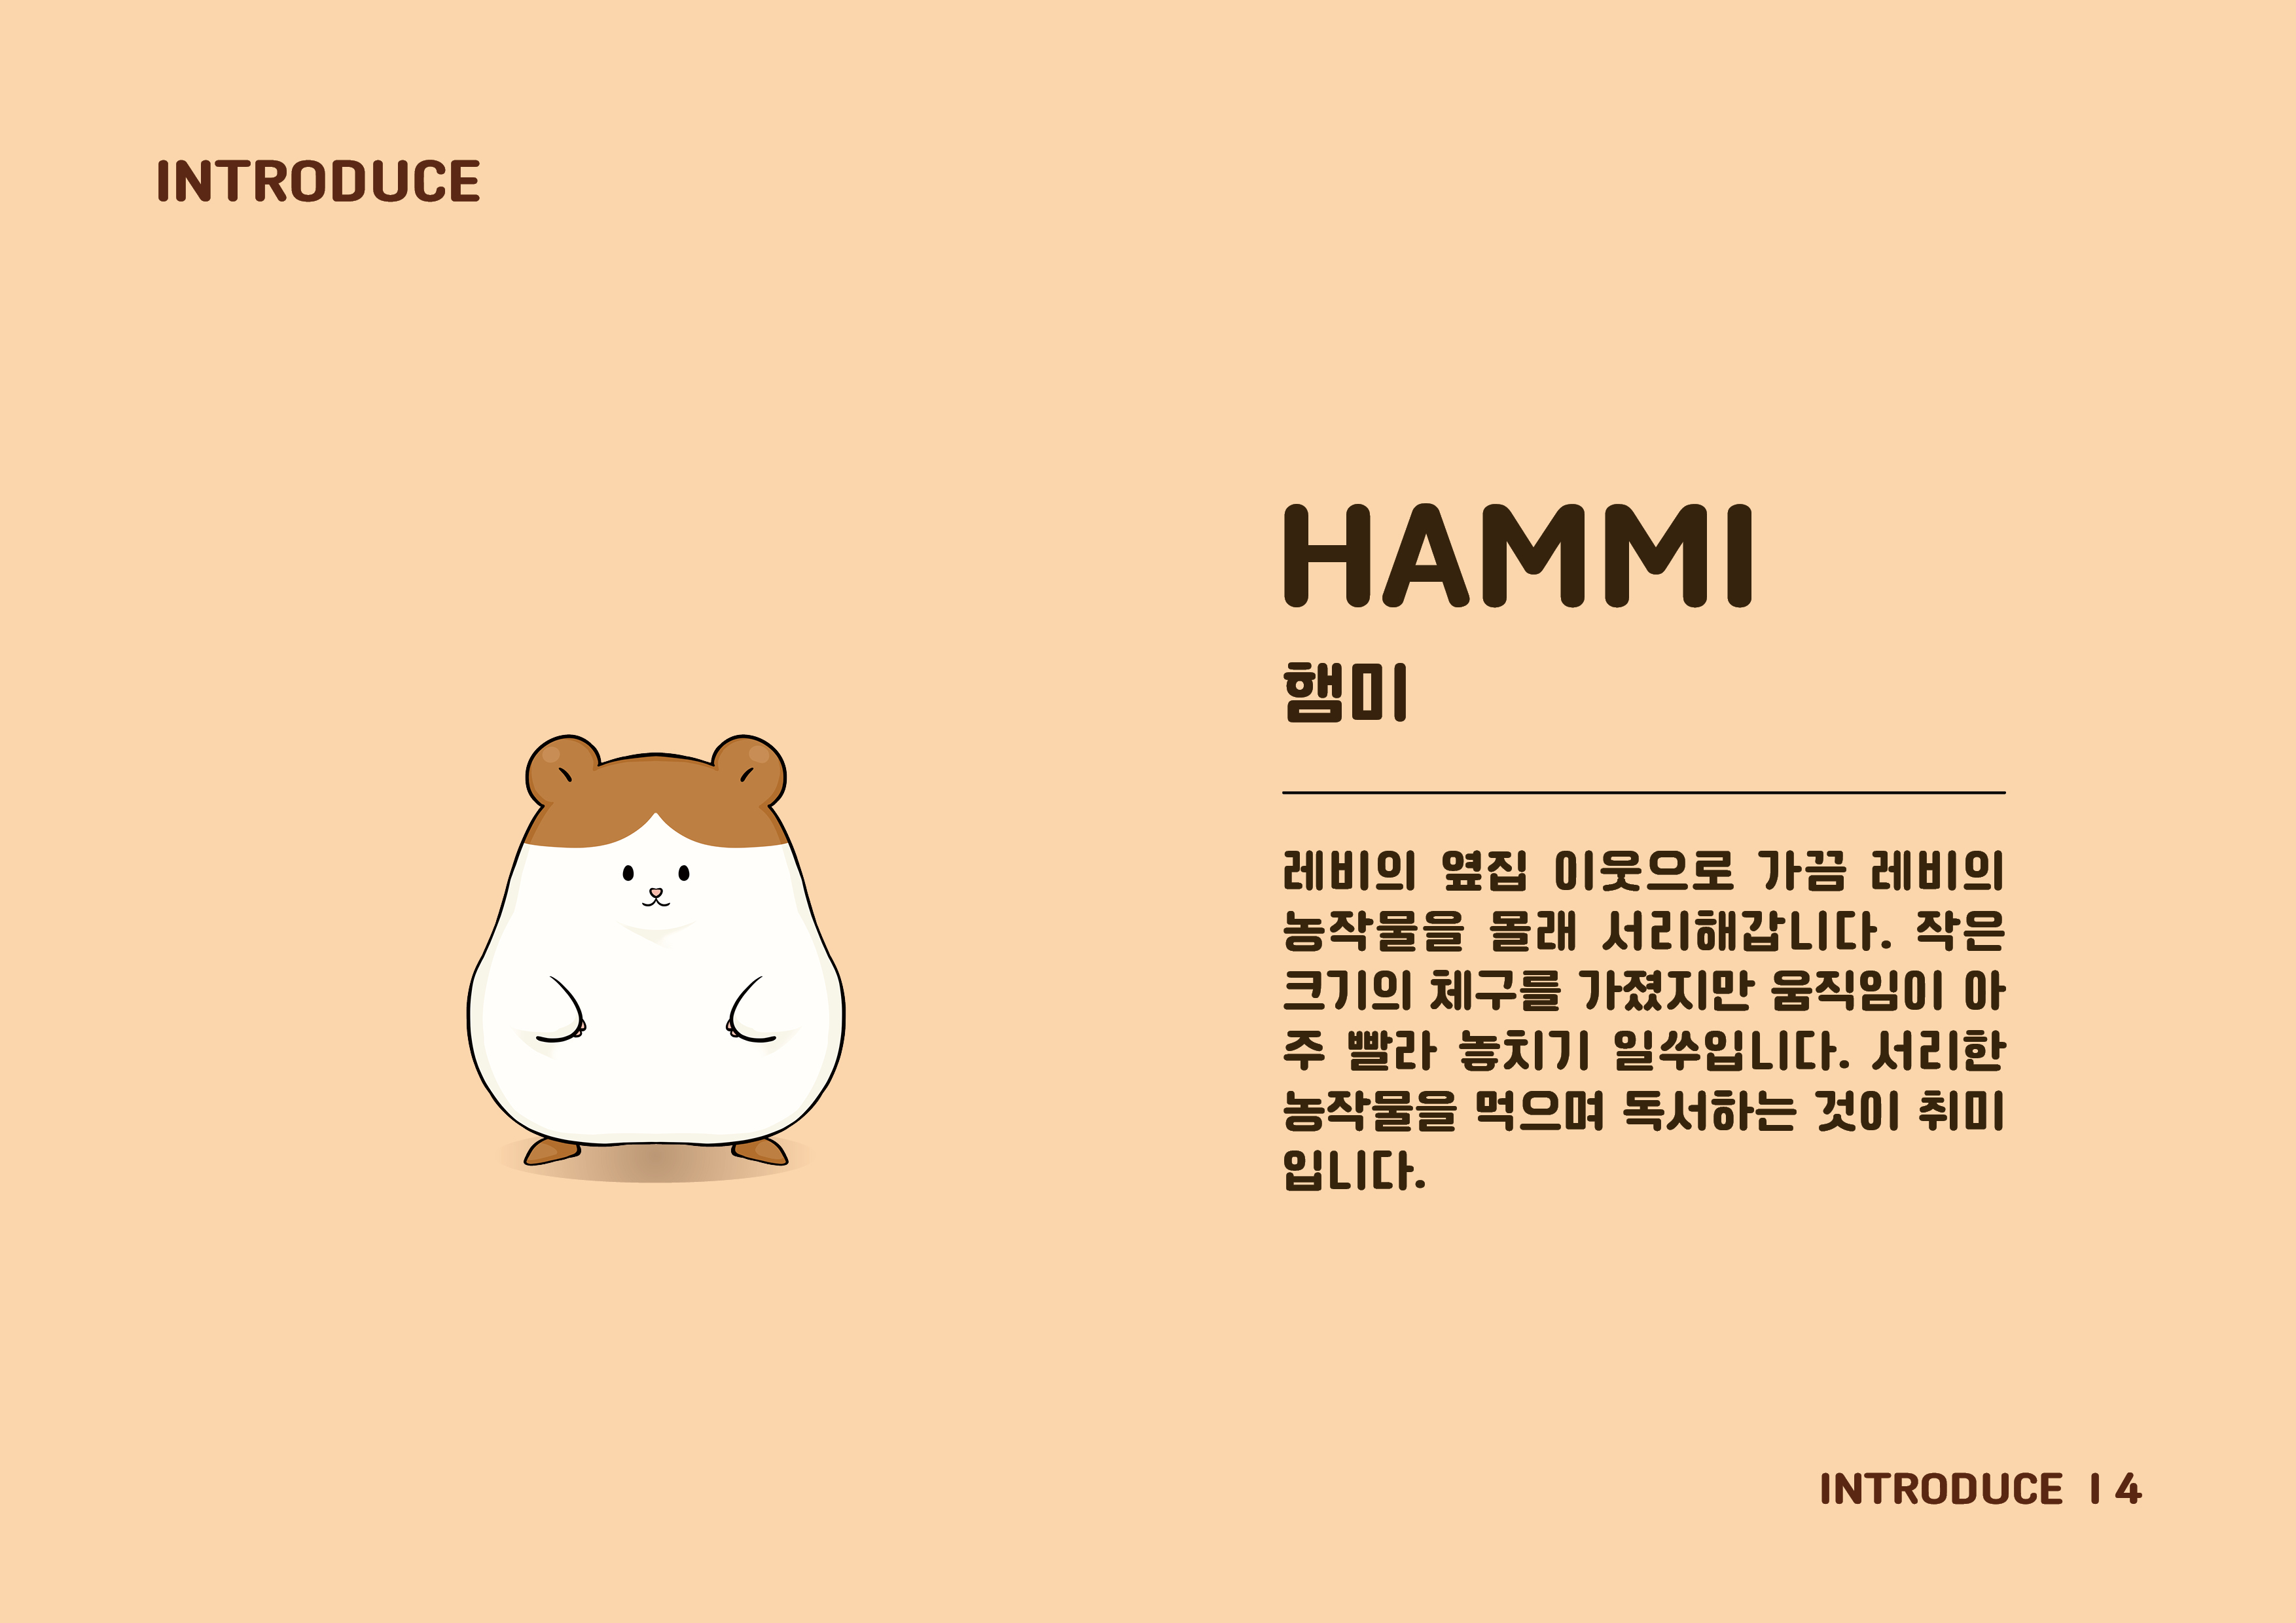 INTRODUCE
HAMMI
햄미
레비의 옆집 이웃으로 가끔 레비의
농작물을 몰래 서리해갑니다. 작은
크기의 체구를 가졌지만 움직임이 아
주 빨라 놓치기 일쑤입니다. 서리한
농작물을 먹으며 독서하는 것이 취미
입니다.
INTRODUCE | 4